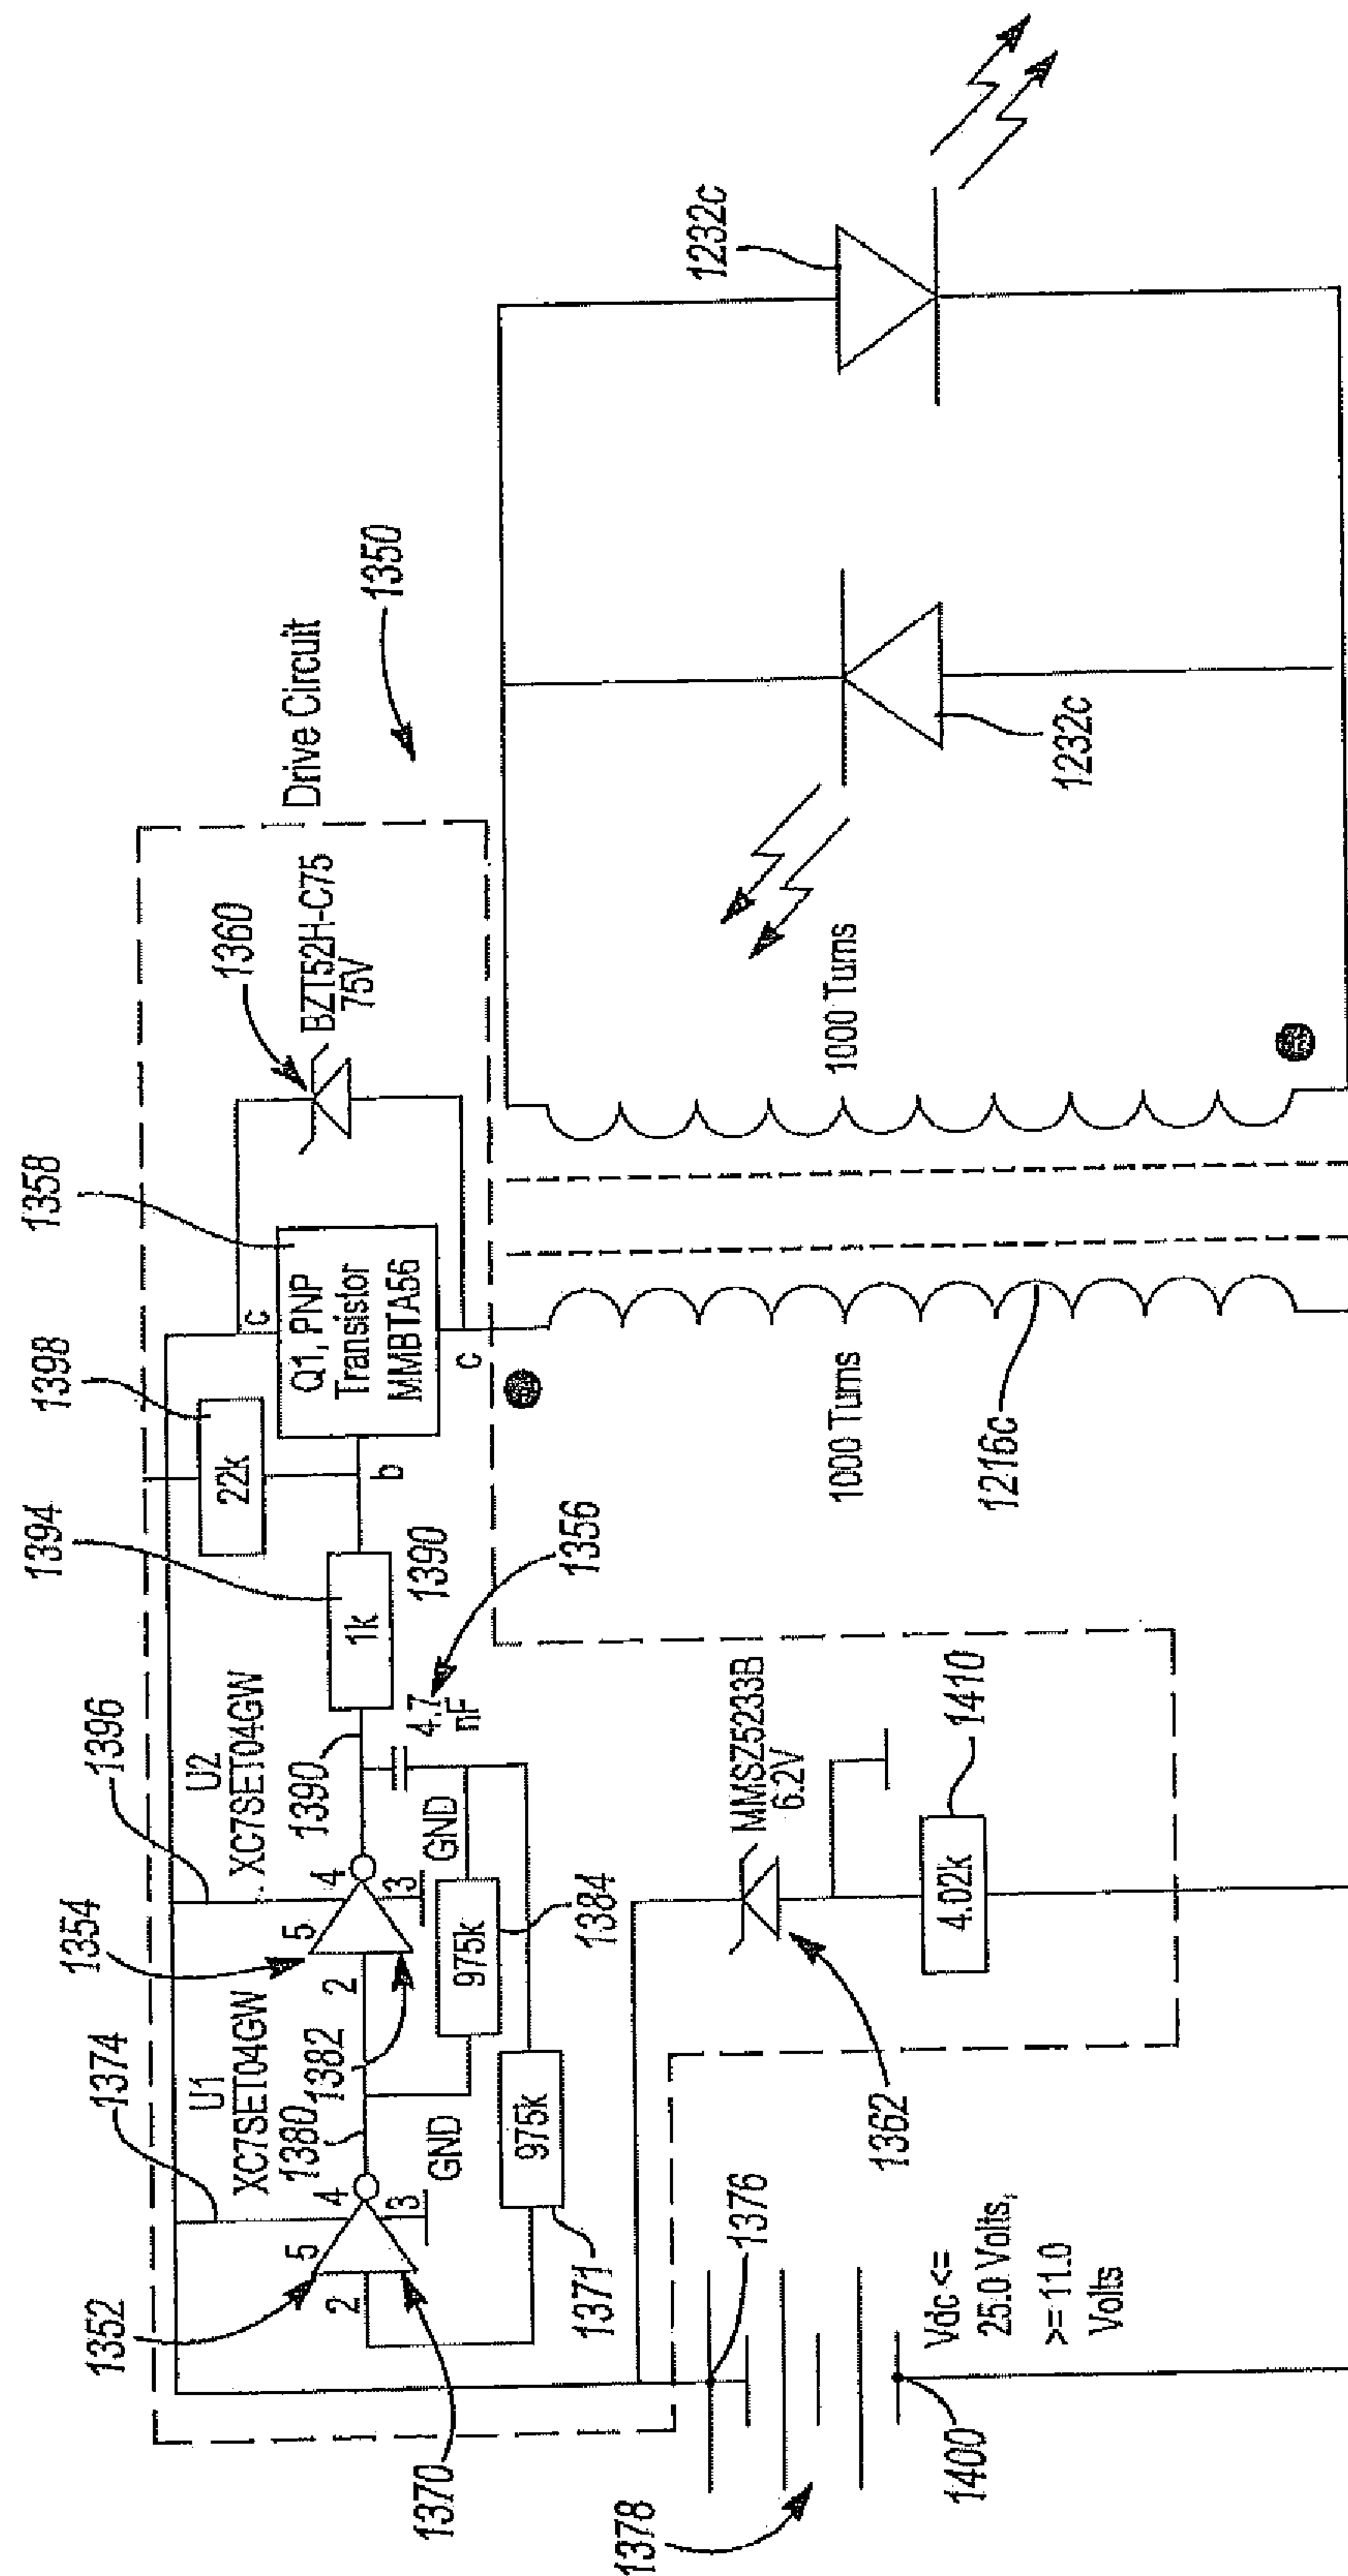 Drive Circuit
1350
1352
1374
U1
XC7SET04GW
1354
1396
U2
XC7SET04GW
1394
1398
1358
1360
BZT52H-C75
75V
22k
c
Q1, PNP
Transistor
MMBTA56
c
b
1k
1390
1390
4.7
nF
1356
5
4
2
3
GND
1380
1382
5
4
2
3
GND
975k
1384
975k
1371
1370
1376
1378
1400
Vdc <=
25.0 Volts,
>= 11.0
Volts
1362
MMSZ5233B
6.2V
4.02k
1410
1000 Turns
1216c
1000 Turns
1232c
1232c